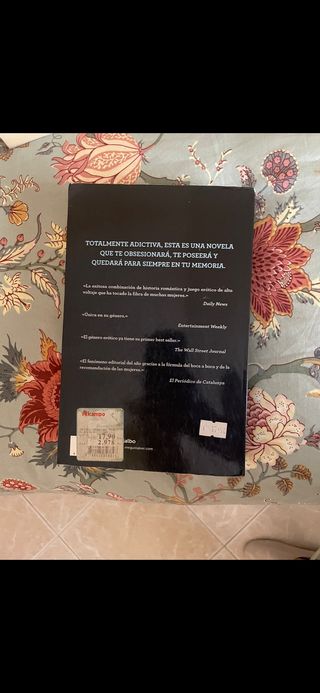 TOTALMENTE ADICTIVA, ESTA ES UNA NOVELA
QUE TE OBSESIONARÁ, TE POSEERÁ Y
QUEDARÁ PARA SIEMPRE EN TU MEMORIA.
«La exitosa combinación de historia romántica y juego erótico de alto
voltaje que ha tocado la fibra de muchas mujeres.»
Daily News
«Única en su género.»
Entertainment Weekly
«El género erótico ya tiene su primer best seller.»
The Wall Street Journal
«El fenómeno editorial del año gracias a la fórmula del boca a boca y de la
recomendación de las mujeres.»
El Periódico de Catalunya
Alcampo
17,90
2.978